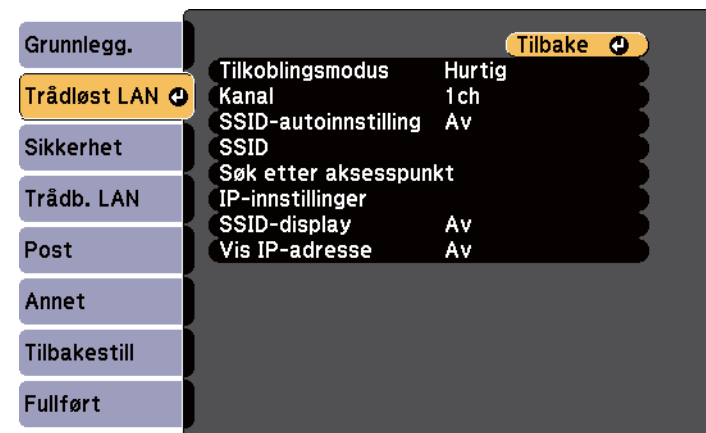 Grunnlegg.
Trådløst LAN
Sikkerhet
Trådb. LAN
Post
Annet
Tilbakestill
Fullført
Tilbake
Tilkoblingsmodus Hurtig
Kanal 1ch
SSID-autoinnstilling Av
SSID
Søk etter aksesspunkt
IP-innstillinger
SSID-display Av
Vis IP-adresse Av